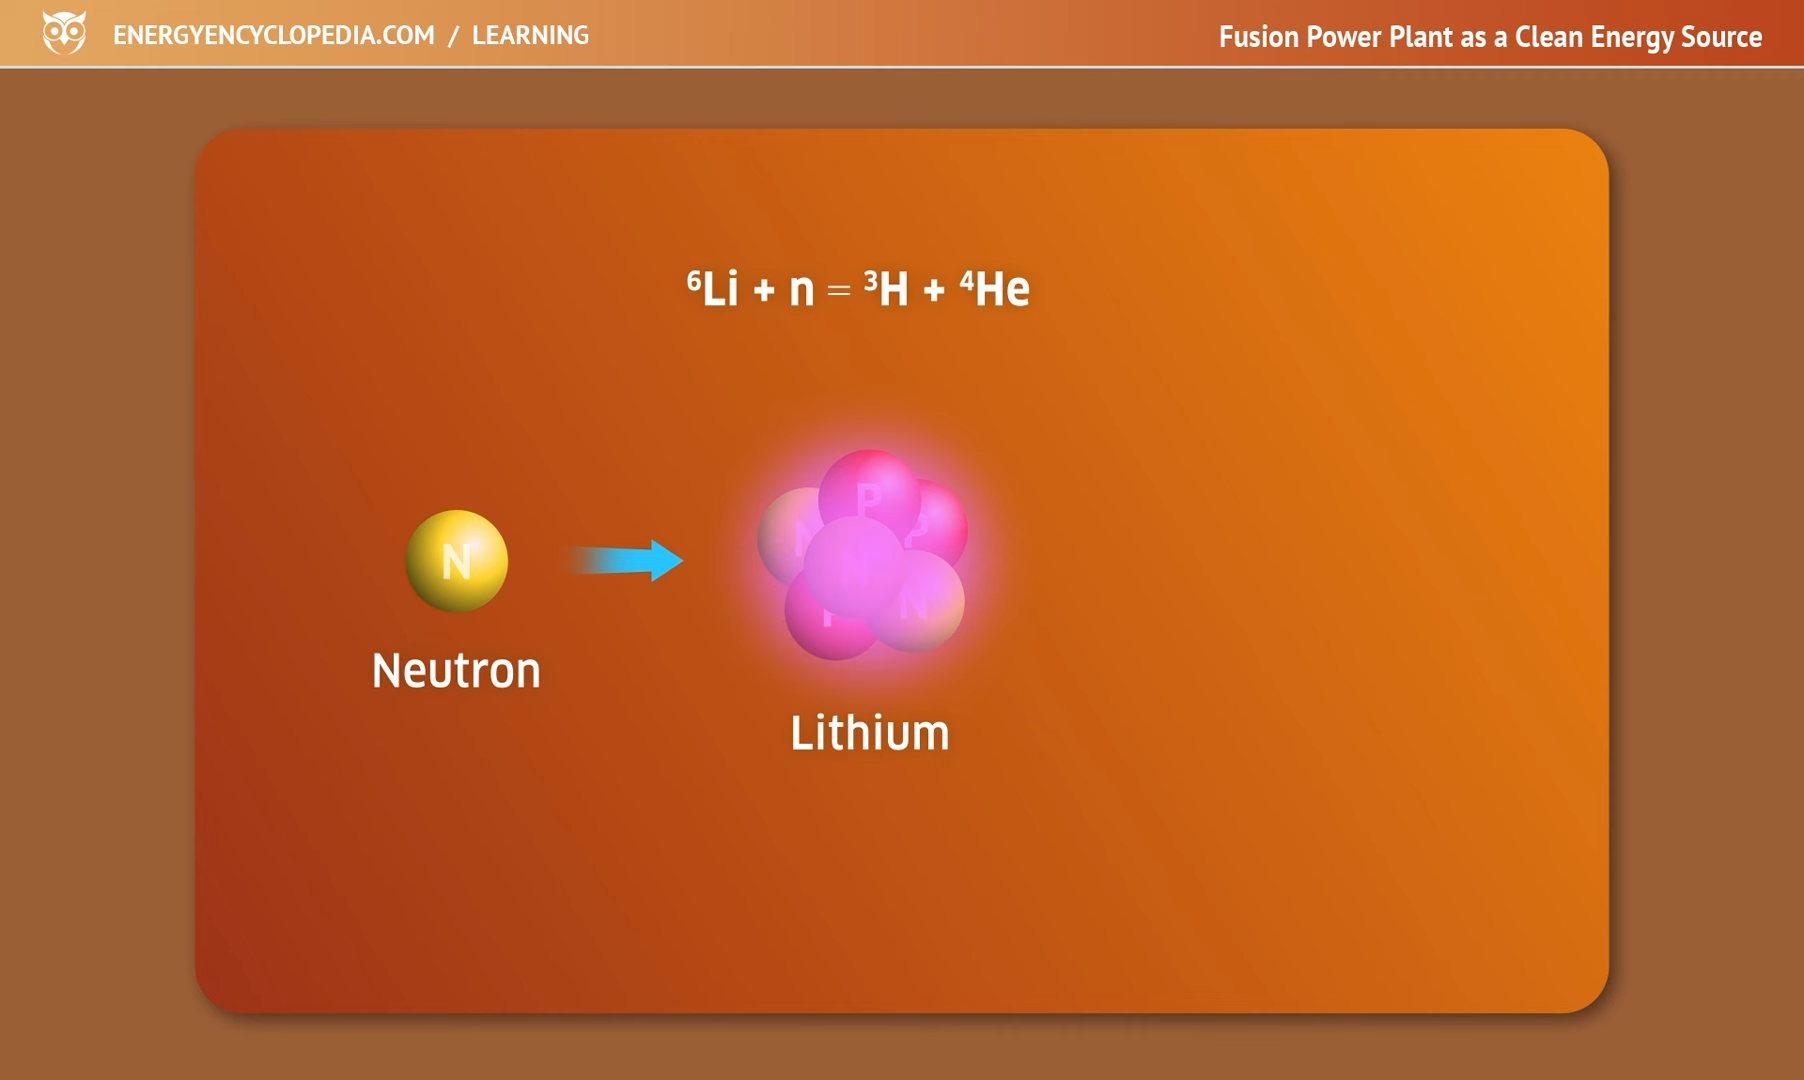 ENERGYENCYCLOPEDIA.COM / LEARNING
Fusion Power Plant as a Clean Energy Source
⁶Li + n = ³H + ⁴He
P
N
P
N
N
N
P
Neutron
Lithium